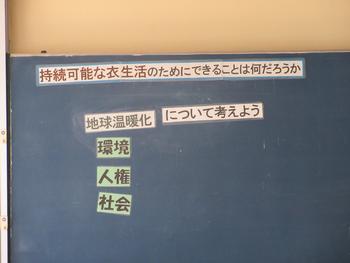 持続可能な衣生活のためにできることは何だろうか
地球温暖化 について考えよう
環境
人権
社会